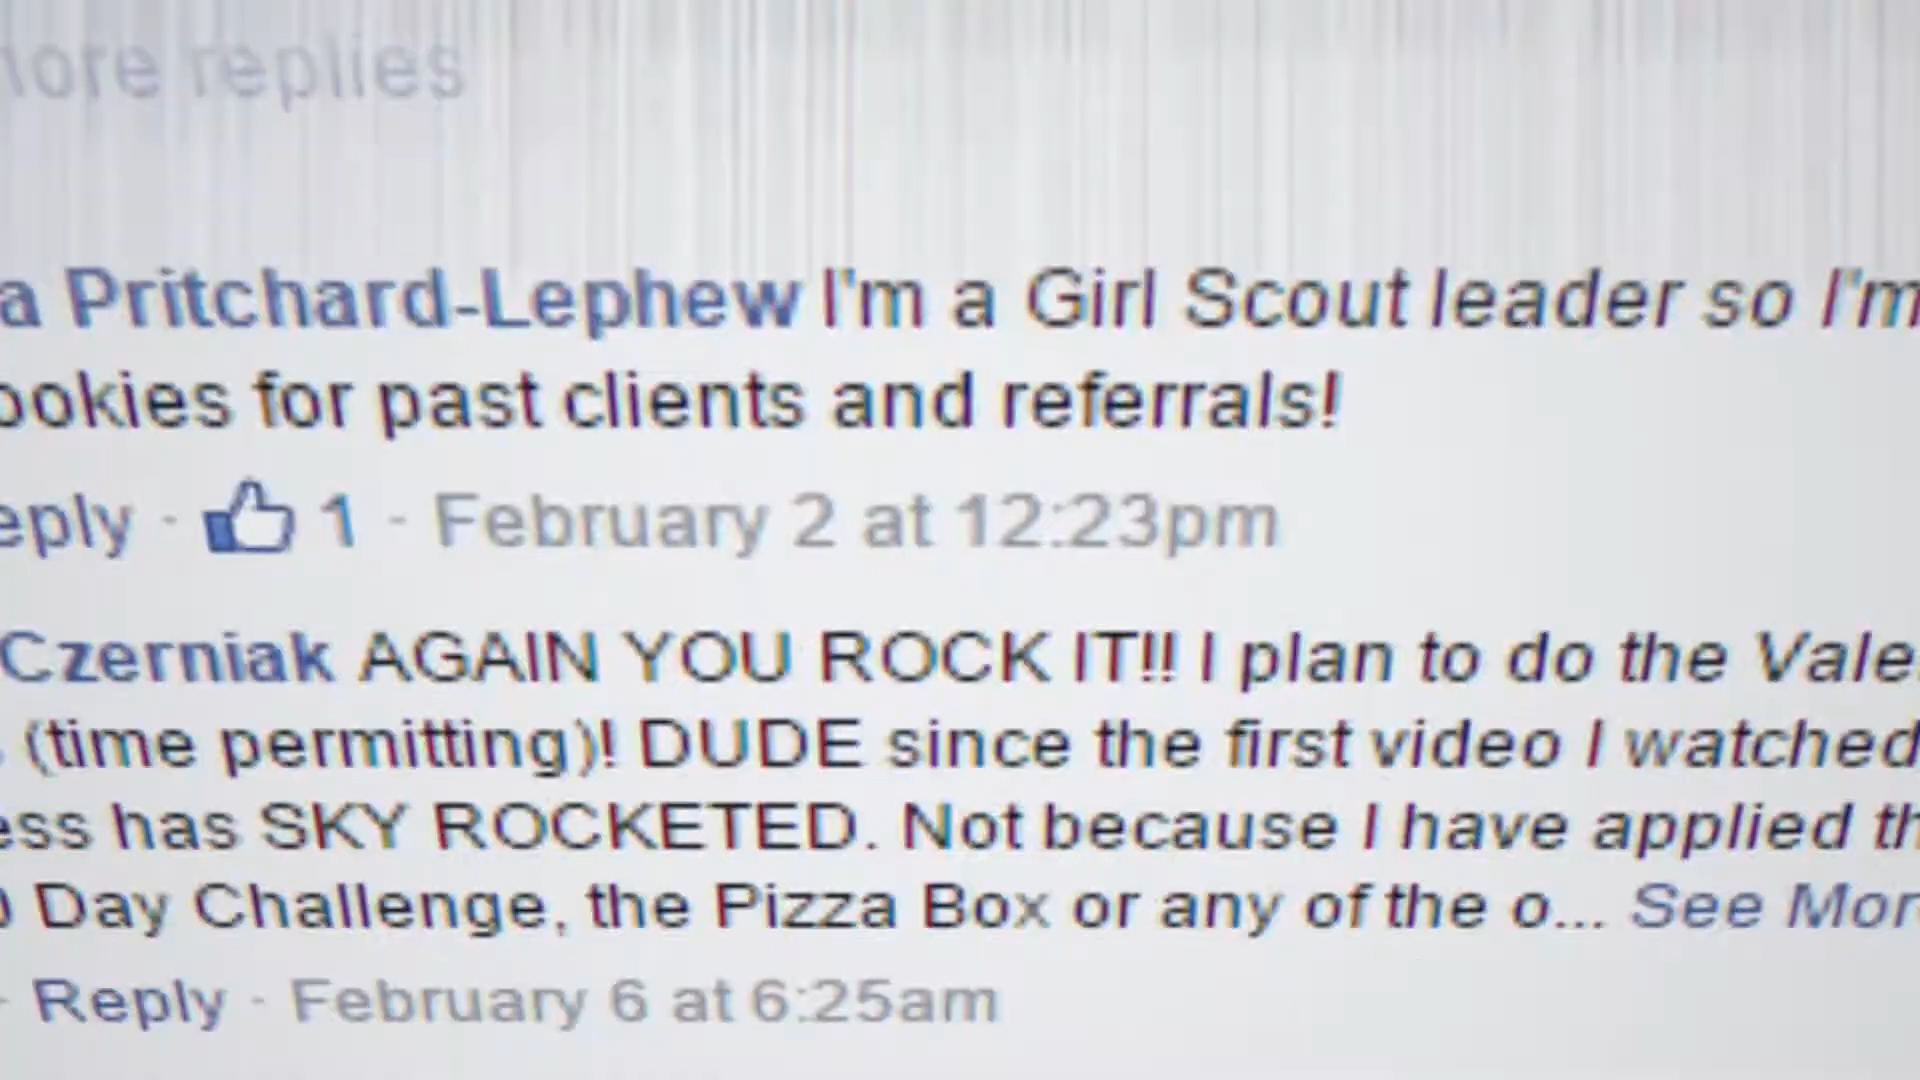 more replies
a Pritchard-Lephew I'm a Girl Scout leader so I'm
ookies for past clients and referrals!
eply · 1 · February 2 at 12:23pm
Czerniak AGAIN YOU ROCK IT!! I plan to do the Vale
(time permitting)! DUDE since the first video I watched
ess has SKY ROCKETED. Not because I have applied th
0 Day Challenge, the Pizza Box or any of the o... See Mor
· Reply · February 6 at 6:25am